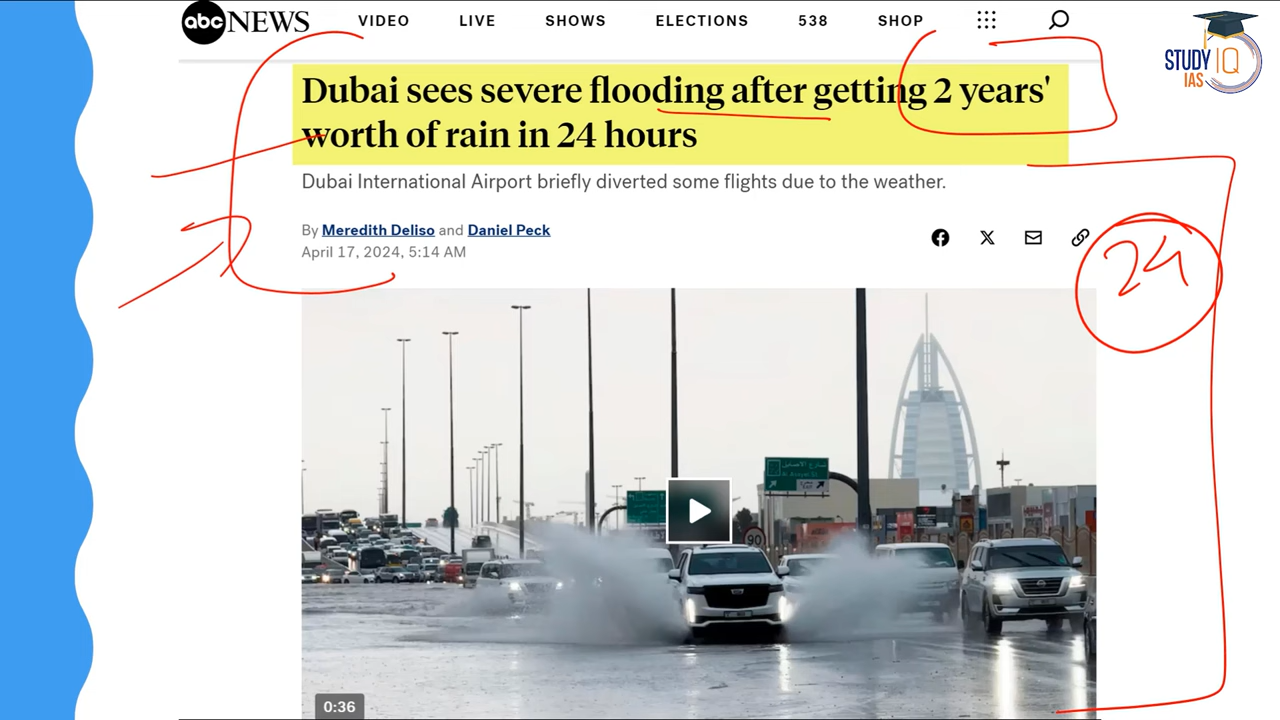 abc NEWS VIDEO LIVE SHOWS ELECTIONS 538 SHOP
STUDY IQ
IAS
Dubai sees severe flooding after getting 2 years'
worth of rain in 24 hours
Dubai International Airport briefly diverted some flights due to the weather.
By Meredith Deliso and Daniel Peck
April 17, 2024, 5:14 AM
24
90
0:36